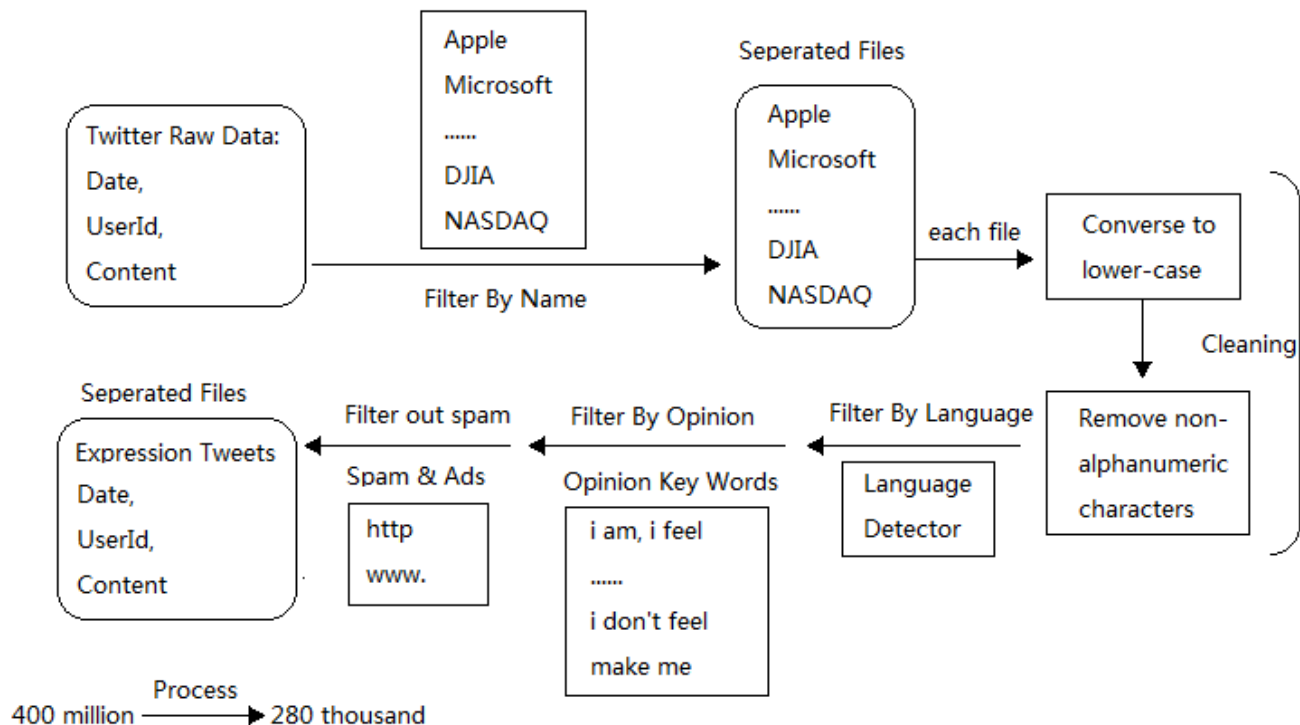 Twitter Raw Data:
Date,
UserId,
Content
Apple
Microsoft
......
DJIA
NASDAQ
Filter By Name
Seperated Files
Apple
Microsoft
......
DJIA
NASDAQ
each file
Converse to
lower-case
Cleaning
Remove non-
alphanumeric
characters
Filter By Language
Language
Detector
Filter By Opinion
Opinion Key Words
i am, i feel
......
i don't feel
make me
Filter out spam
Spam & Ads
http
www.
Seperated Files
Expression Tweets
Date,
UserId,
Content
Process
400 million
280 thousand